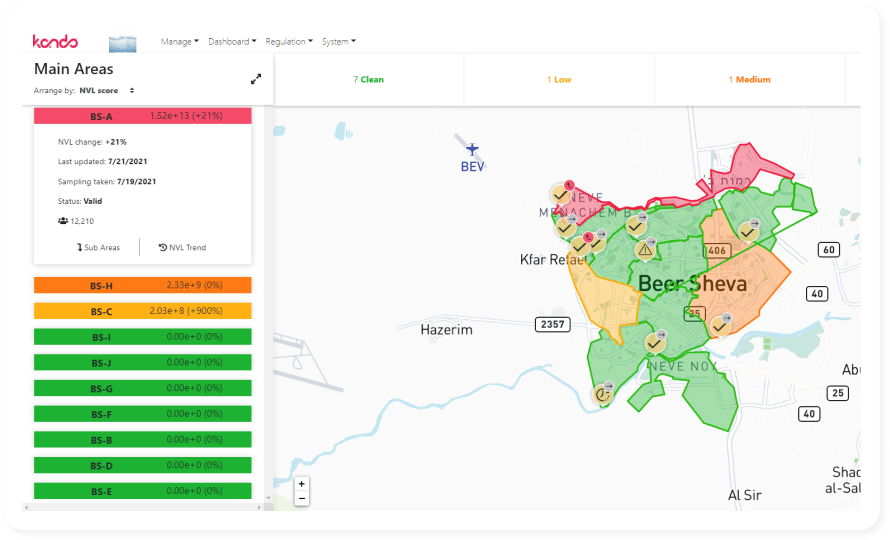 kando
Manage Dashboard Regulation System
Main Areas
Arrange by: NVL score
7 Clean
1 Low
1 Medium
BS-A 1.52e+13 (+21%)
NVL change: +21%
Last updated: 7/21/2021
Sampling taken: 7/19/2021
Status: Valid
12,210
Sub Areas
NVL Trend
BS-H 2.33e+9 (0%)
BS-C 2.03e+8 (+900%)
BS-I 0.00e+0 (0%)
BS-J 0.00e+0 (0%)
BS-G 0.00e+0 (0%)
BS-F 0.00e+0 (0%)
BS-B 0.00e+0 (0%)
BS-D 0.00e+0 (0%)
BS-E 0.00e+0 (0%)
BEV
רמות ב'
NEVE
MENACHEM B
406
60
Kfar Refael
Beer Sheva
40
25
2357
Hazerim
NEVE NOY
Abu
25
40
Shac
al-Sal
Al Sir
+
−